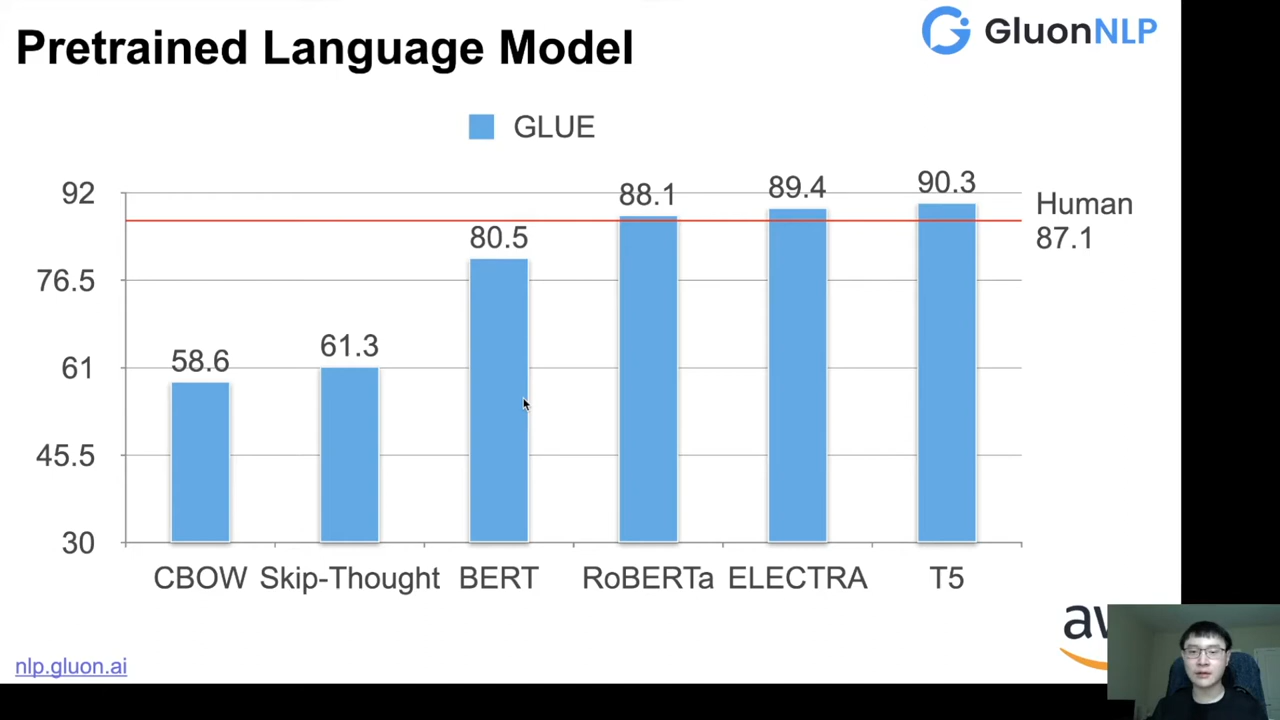 Pretrained Language Model
GluonNLP
GLUE
92
76.5
61
45.5
30
58.6
61.3
80.5
88.1
89.4
90.3
Human
87.1
CBOW
Skip-Thought
BERT
RoBERTa
ELECTRA
T5
nlp.gluon.ai